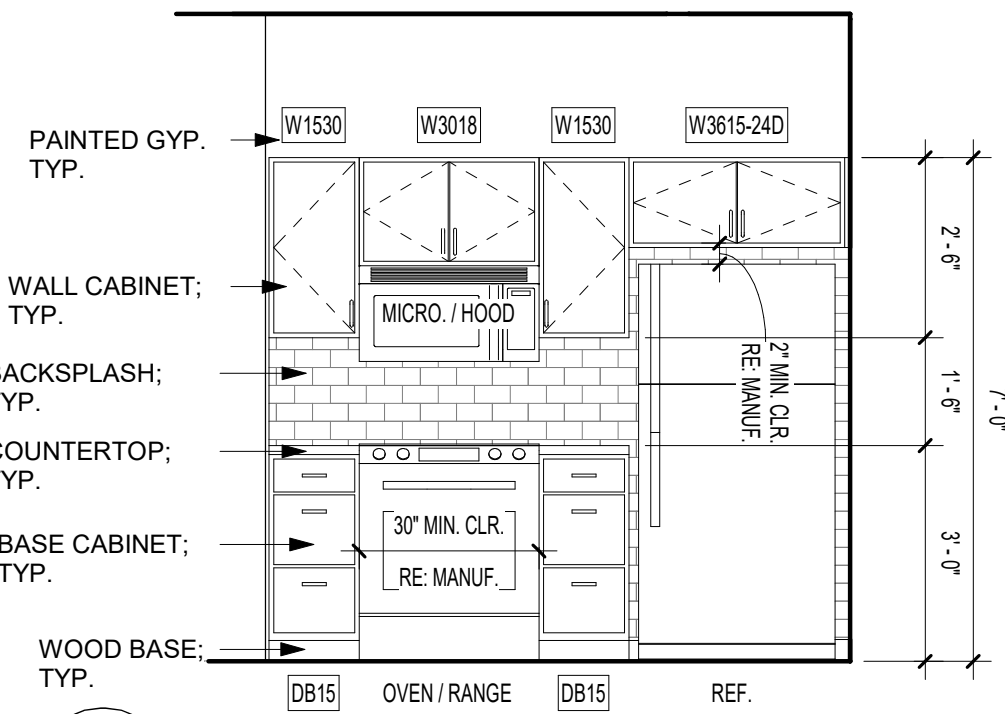 W1530
W3018
W1530
W3615-24D
PAINTED GYP.
TYP.
2' - 6"
WALL CABINET;
TYP.
MICRO. / HOOD
2" MIN. CLR.
RE: MANUF.
BACKSPLASH;
TYP.
1' - 6"
7' - 0"
COUNTERTOP;
TYP.
30" MIN. CLR.
RE: MANUF.
BASE CABINET;
TYP.
3' - 0"
WOOD BASE;
TYP.
DB15
OVEN / RANGE
DB15
REF.